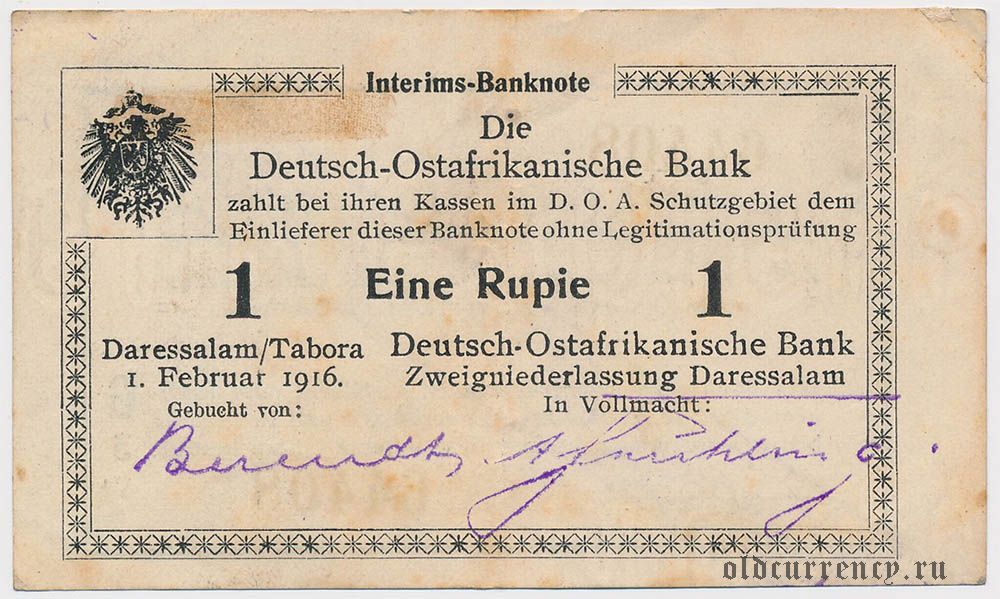 Interims-Banknote
Die
Deutsch-Ostafrikanische Bank
zahlt bei ihren Kassen im D. O. A. Schutzgebiet dem
Einlieferer dieser Banknote ohne Legitimationsprüfung
1 Eine Rupie 1
Daressalam/Tabora
1. Februar 1916.
Gebucht von:
Deutsch-Ostafrikanische Bank
Zweigniederlassung Daressalam
In Vollmacht:
Berendt
oldcurrency.ru